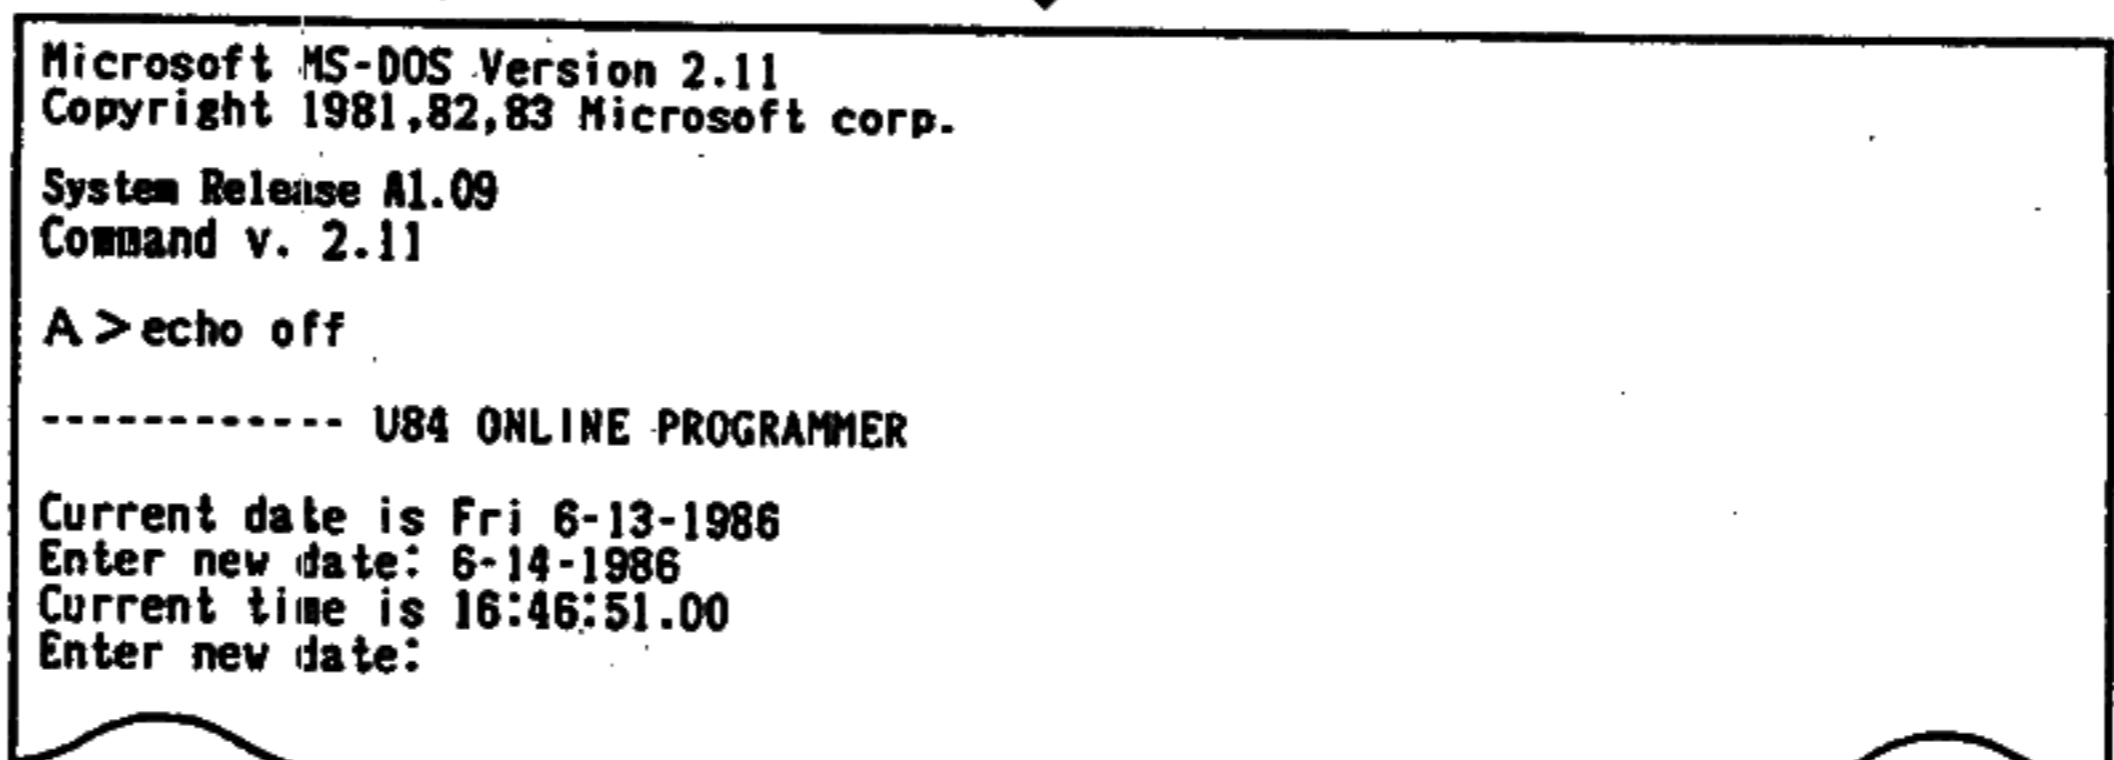 Microsoft MS-DOS Version 2.11
Copyright 1981,82,83 Microsoft corp.
System Release A1.09
Command v. 2.11
A>echo off
------------ U84 ONLINE PROGRAMMER
Current date is Fri 6-13-1986
Enter new date: 6-14-1986
Current time is 16:46:51.00
Enter new date: